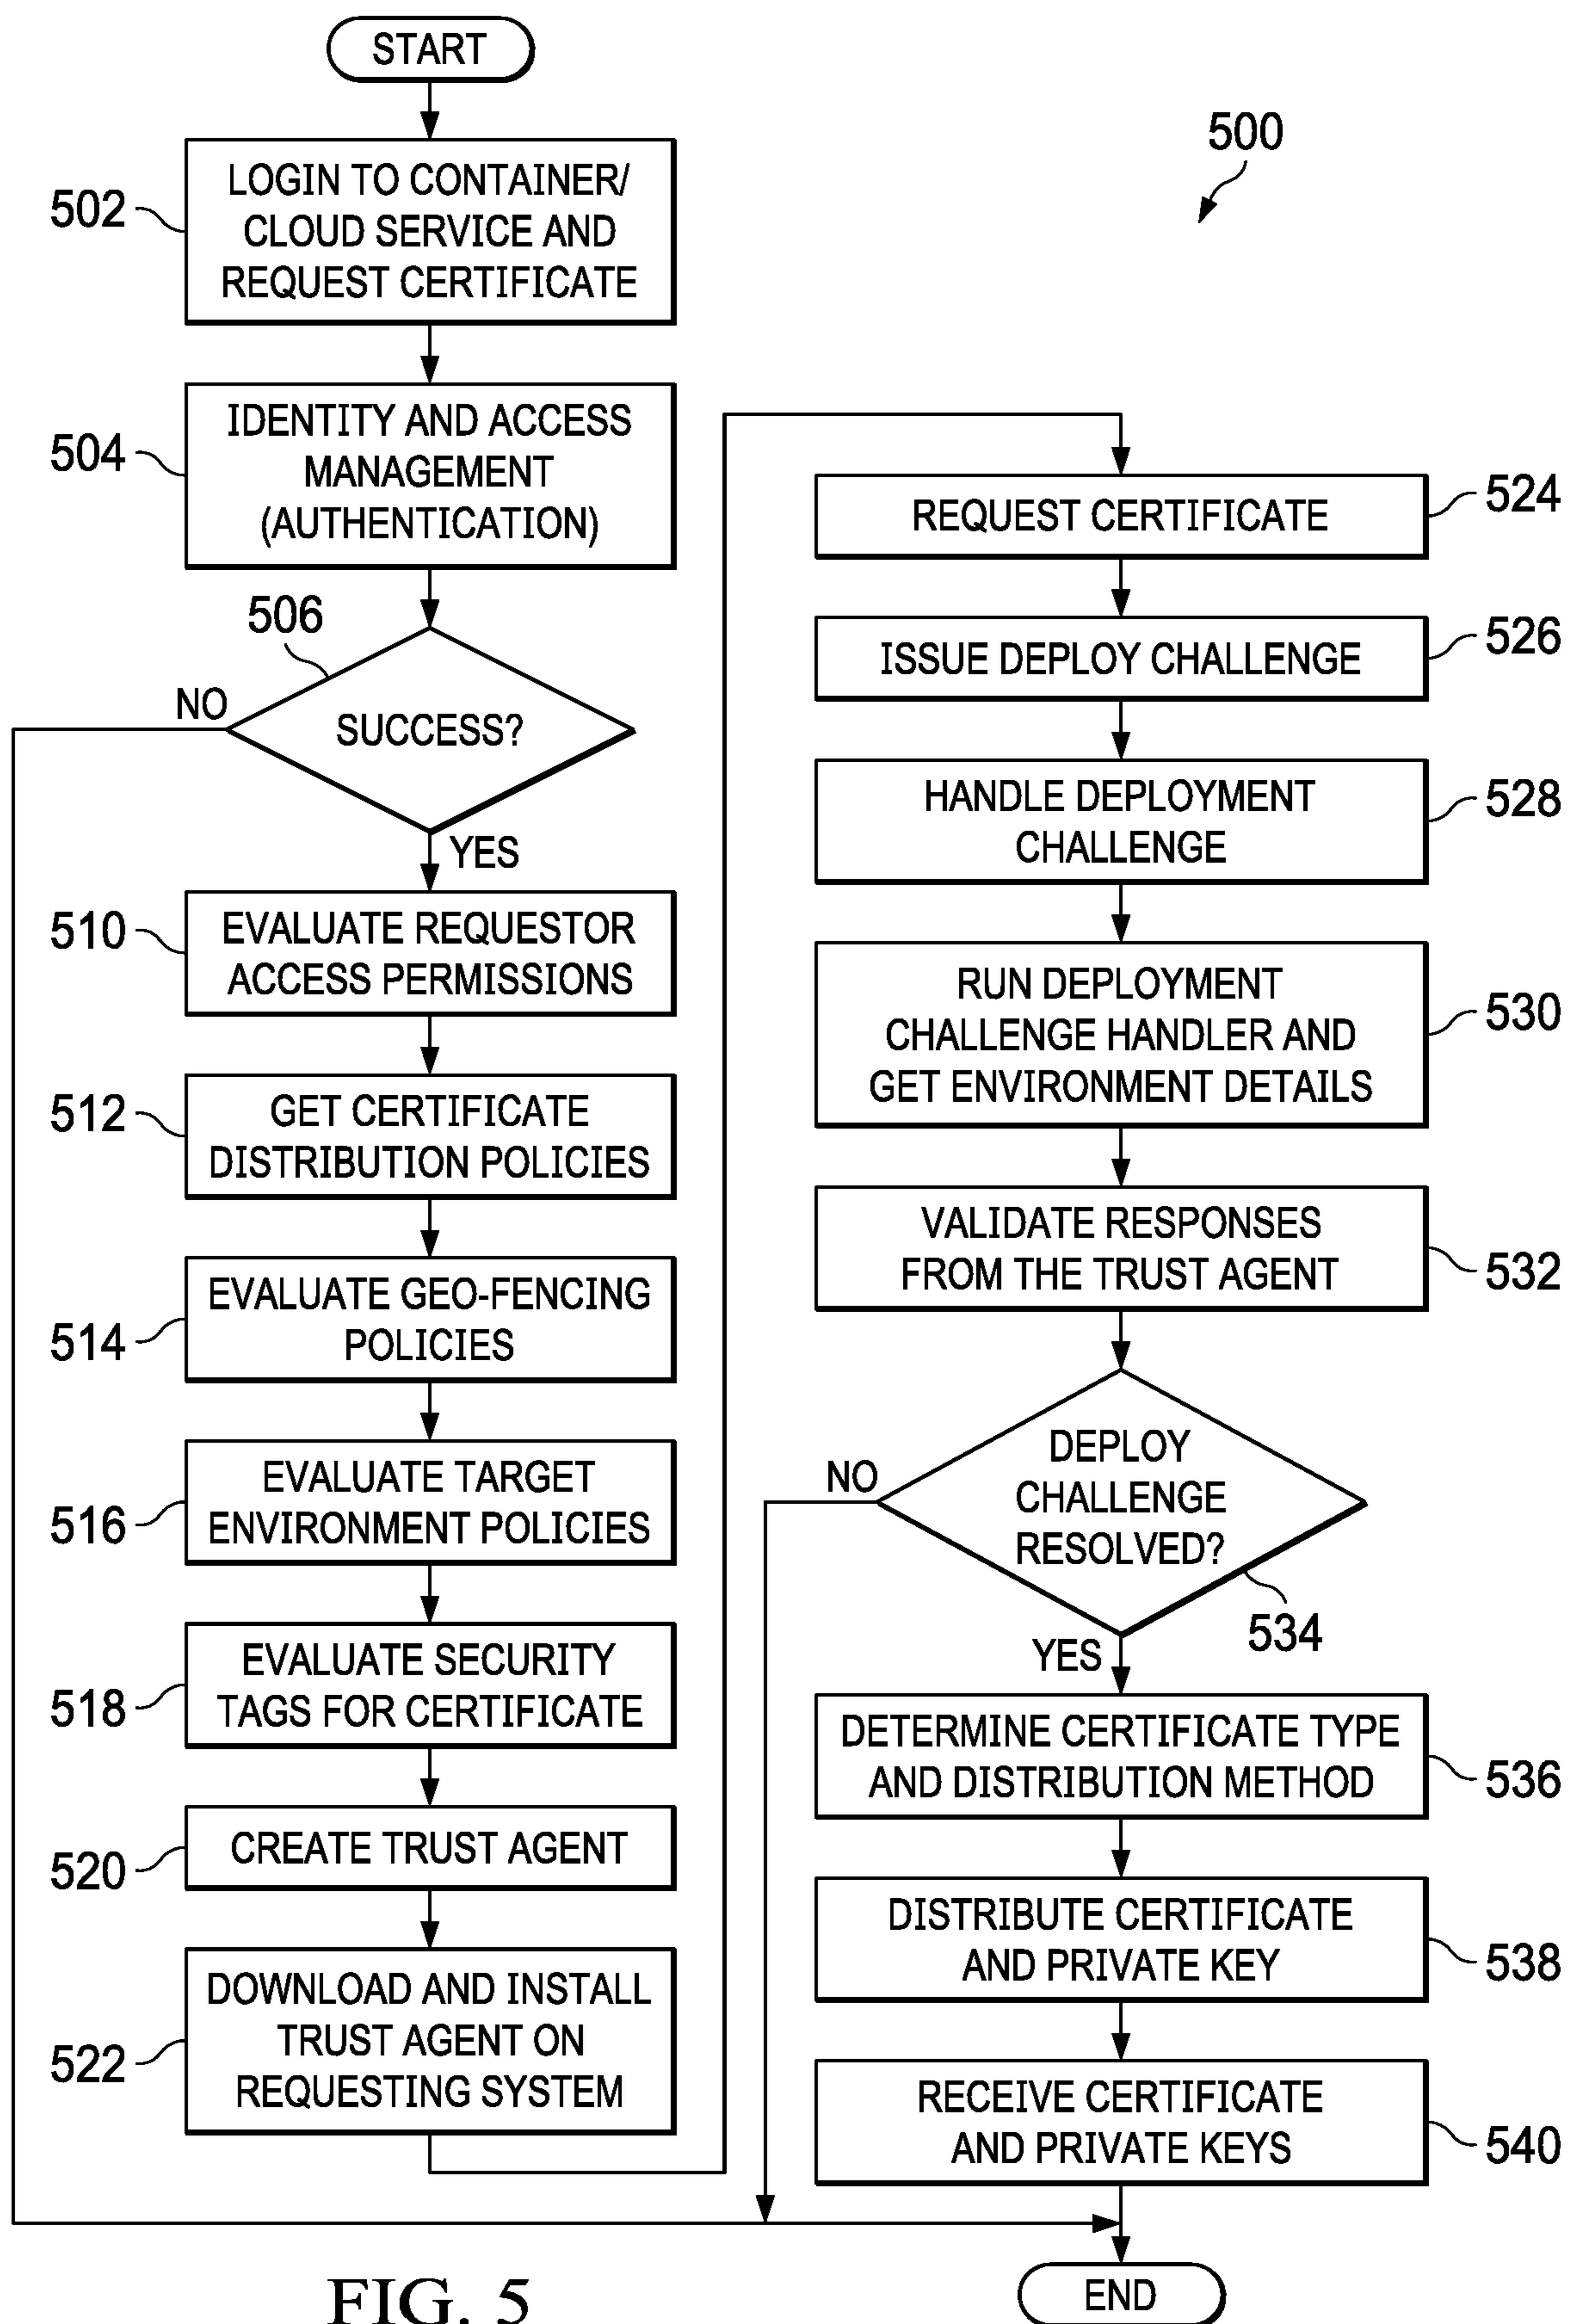 START
500
502
LOGIN TO CONTAINER/
CLOUD SERVICE AND
REQUEST CERTIFICATE
504
IDENTITY AND ACCESS
MANAGEMENT
(AUTHENTICATION)
506
SUCCESS?
NO
YES
510
EVALUATE REQUESTOR
ACCESS PERMISSIONS
512
GET CERTIFICATE
DISTRIBUTION POLICIES
514
EVALUATE GEO-FENCING
POLICIES
516
EVALUATE TARGET
ENVIRONMENT POLICIES
518
EVALUATE SECURITY
TAGS FOR CERTIFICATE
520
CREATE TRUST AGENT
522
DOWNLOAD AND INSTALL
TRUST AGENT ON
REQUESTING SYSTEM
REQUEST CERTIFICATE
524
ISSUE DEPLOY CHALLENGE
526
HANDLE DEPLOYMENT
CHALLENGE
528
RUN DEPLOYMENT
CHALLENGE HANDLER AND
GET ENVIRONMENT DETAILS
530
VALIDATE RESPONSES
FROM THE TRUST AGENT
532
DEPLOY
CHALLENGE
RESOLVED?
NO
534
YES
DETERMINE CERTIFICATE TYPE
AND DISTRIBUTION METHOD
536
DISTRIBUTE CERTIFICATE
AND PRIVATE KEY
538
RECEIVE CERTIFICATE
AND PRIVATE KEYS
540
END
FIG. 5